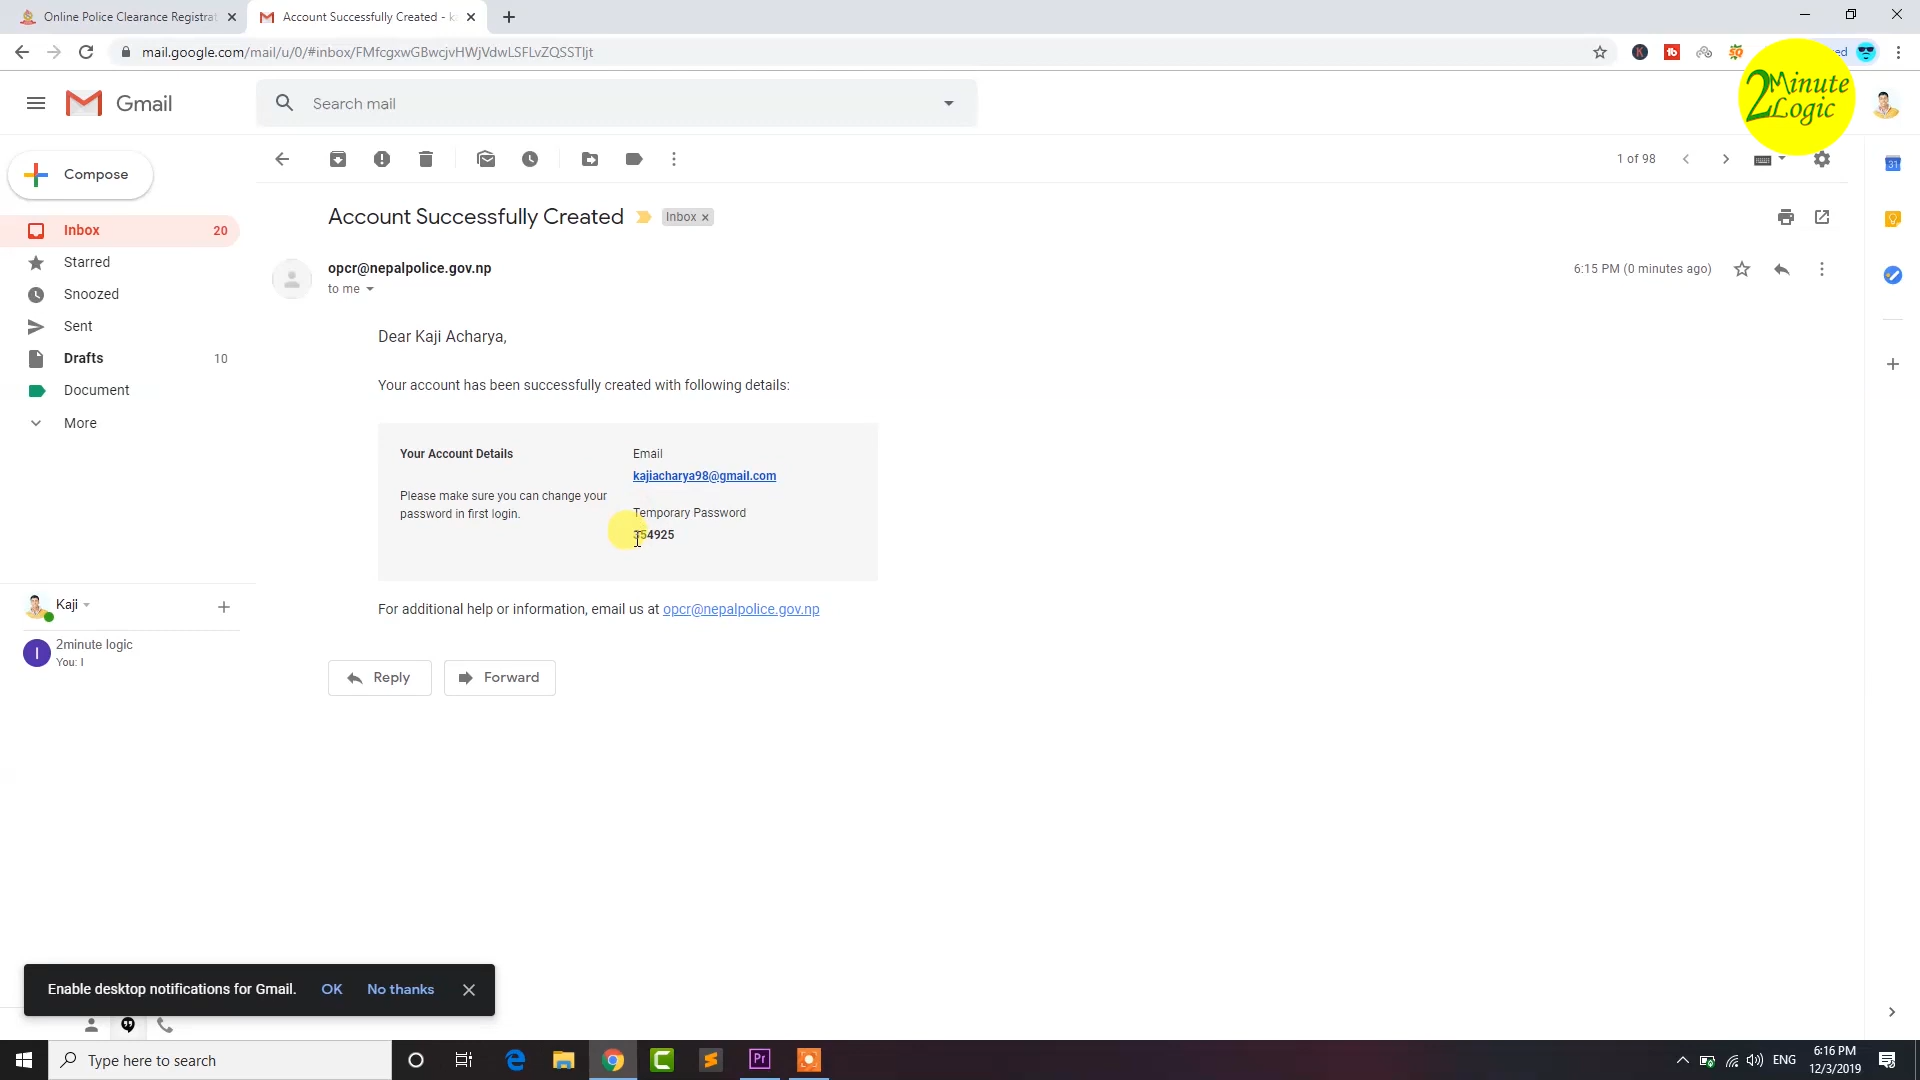 Online Police Clearance Registrat
Account Successfully Created - ka
mail.google.com/mail/u/0/#inbox/FMfcgxwGBwcjvHWjVdwLSFLvZQSSTljt
2Minute
Logic
Gmail
Search mail
Compose
1 of 98
Account Successfully Created
Inbox x
Inbox 20
Starred
Snoozed
Sent
Drafts 10
Document
More
opcr@nepalpolice.gov.np
to me
6:15 PM (0 minutes ago)
Dear Kaji Acharya,
Your account has been successfully created with following details:
Your Account Details
Please make sure you can change your
password in first login.
Email
kajiacharya98@gmail.com
Temporary Password
354925
For additional help or information, email us at opcr@nepalpolice.gov.np
Reply
Forward
Kaji
2minute logic
You: I
Enable desktop notifications for Gmail. OK No thanks
Type here to search
ENG
6:16 PM
12/3/2019